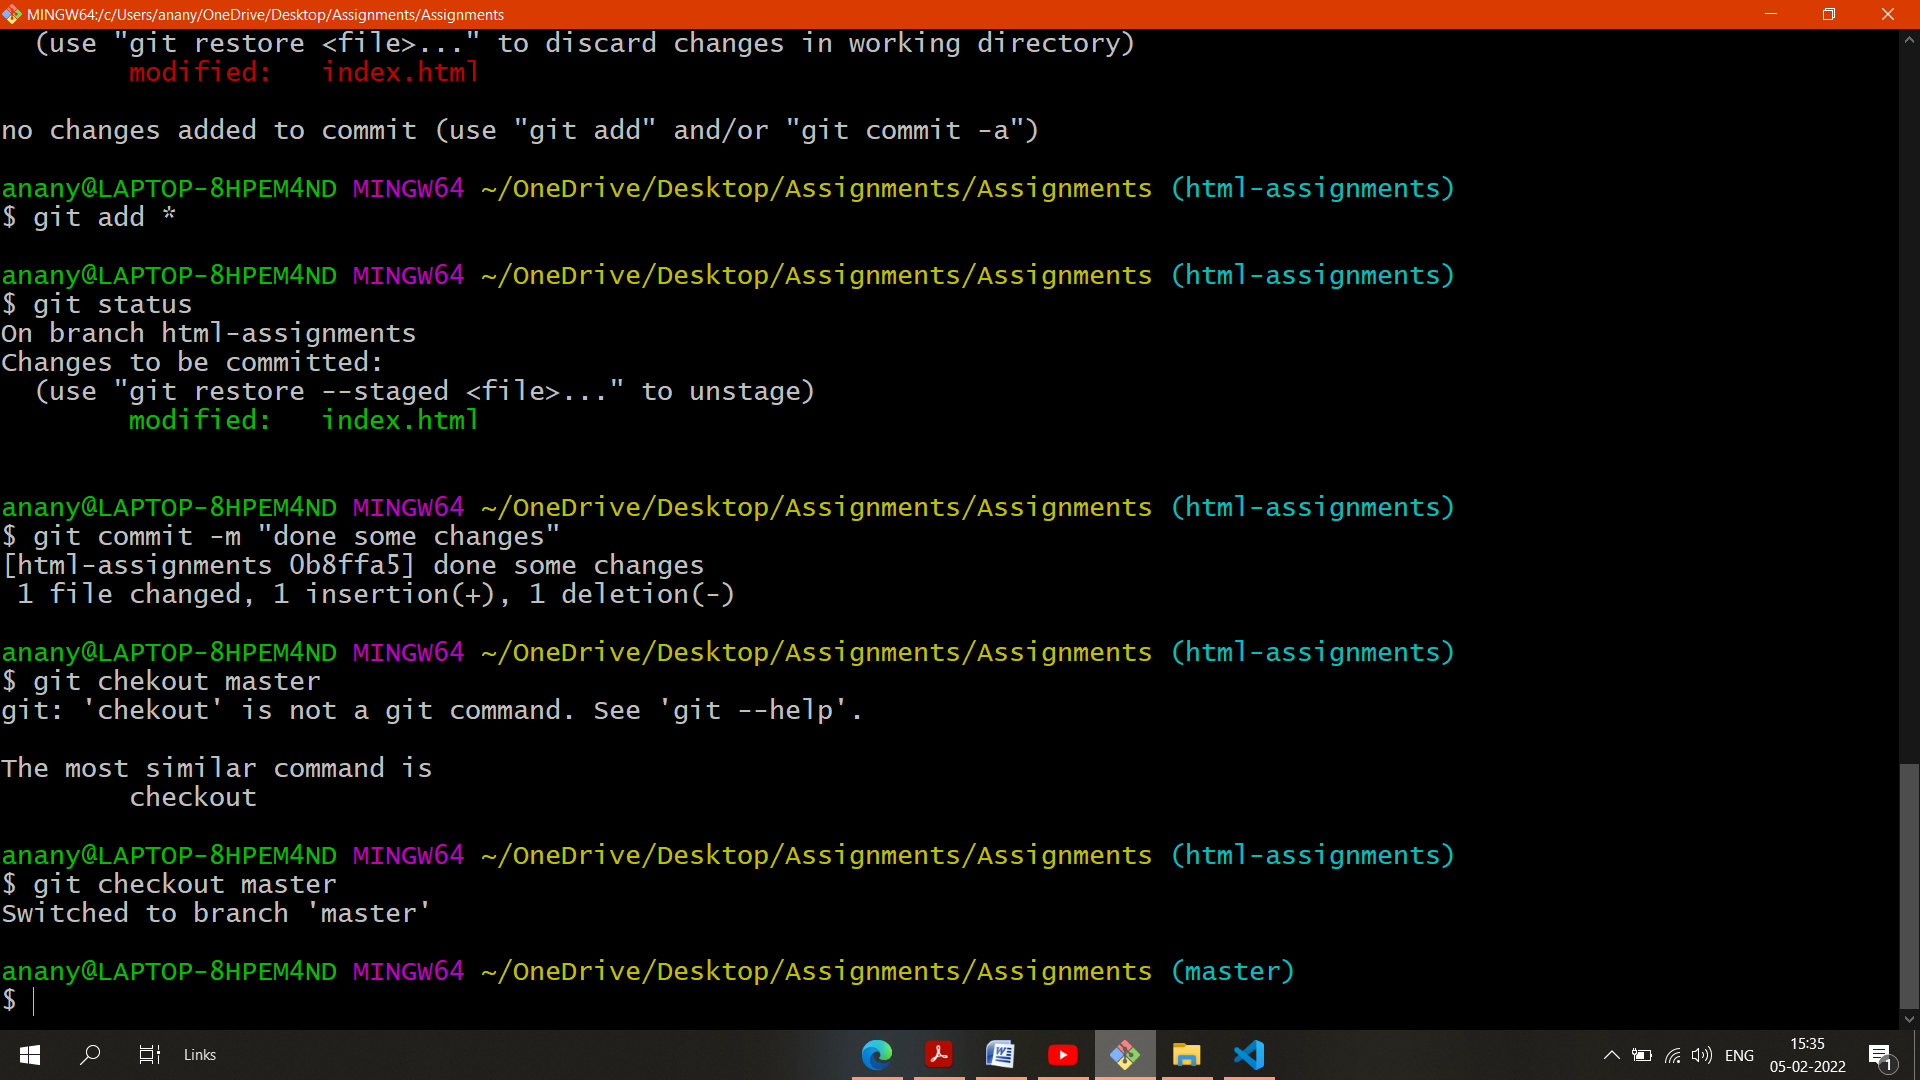 MINGW64:/c/Users/anany/OneDrive/Desktop/Assignments/Assignments
(use "git restore <file>..." to discard changes in working directory)
modified:   index.html
no changes added to commit (use "git add" and/or "git commit -a")
anany@LAPTOP-8HPEM4ND MINGW64 ~/OneDrive/Desktop/Assignments/Assignments (html-assignments)
$ git add *
anany@LAPTOP-8HPEM4ND MINGW64 ~/OneDrive/Desktop/Assignments/Assignments (html-assignments)
$ git status
On branch html-assignments
Changes to be committed:
(use "git restore --staged <file>..." to unstage)
modified:   index.html
anany@LAPTOP-8HPEM4ND MINGW64 ~/OneDrive/Desktop/Assignments/Assignments (html-assignments)
$ git commit -m "done some changes"
[html-assignments 0b8ffa5] done some changes
1 file changed, 1 insertion(+), 1 deletion(-)
anany@LAPTOP-8HPEM4ND MINGW64 ~/OneDrive/Desktop/Assignments/Assignments (html-assignments)
$ git chekout master
git: 'chekout' is not a git command. See 'git --help'.
The most similar command is
checkout
anany@LAPTOP-8HPEM4ND MINGW64 ~/OneDrive/Desktop/Assignments/Assignments (html-assignments)
$ git checkout master
Switched to branch 'master'
anany@LAPTOP-8HPEM4ND MINGW64 ~/OneDrive/Desktop/Assignments/Assignments (master)
$
Links
ENG
15:35
05-02-2022
1